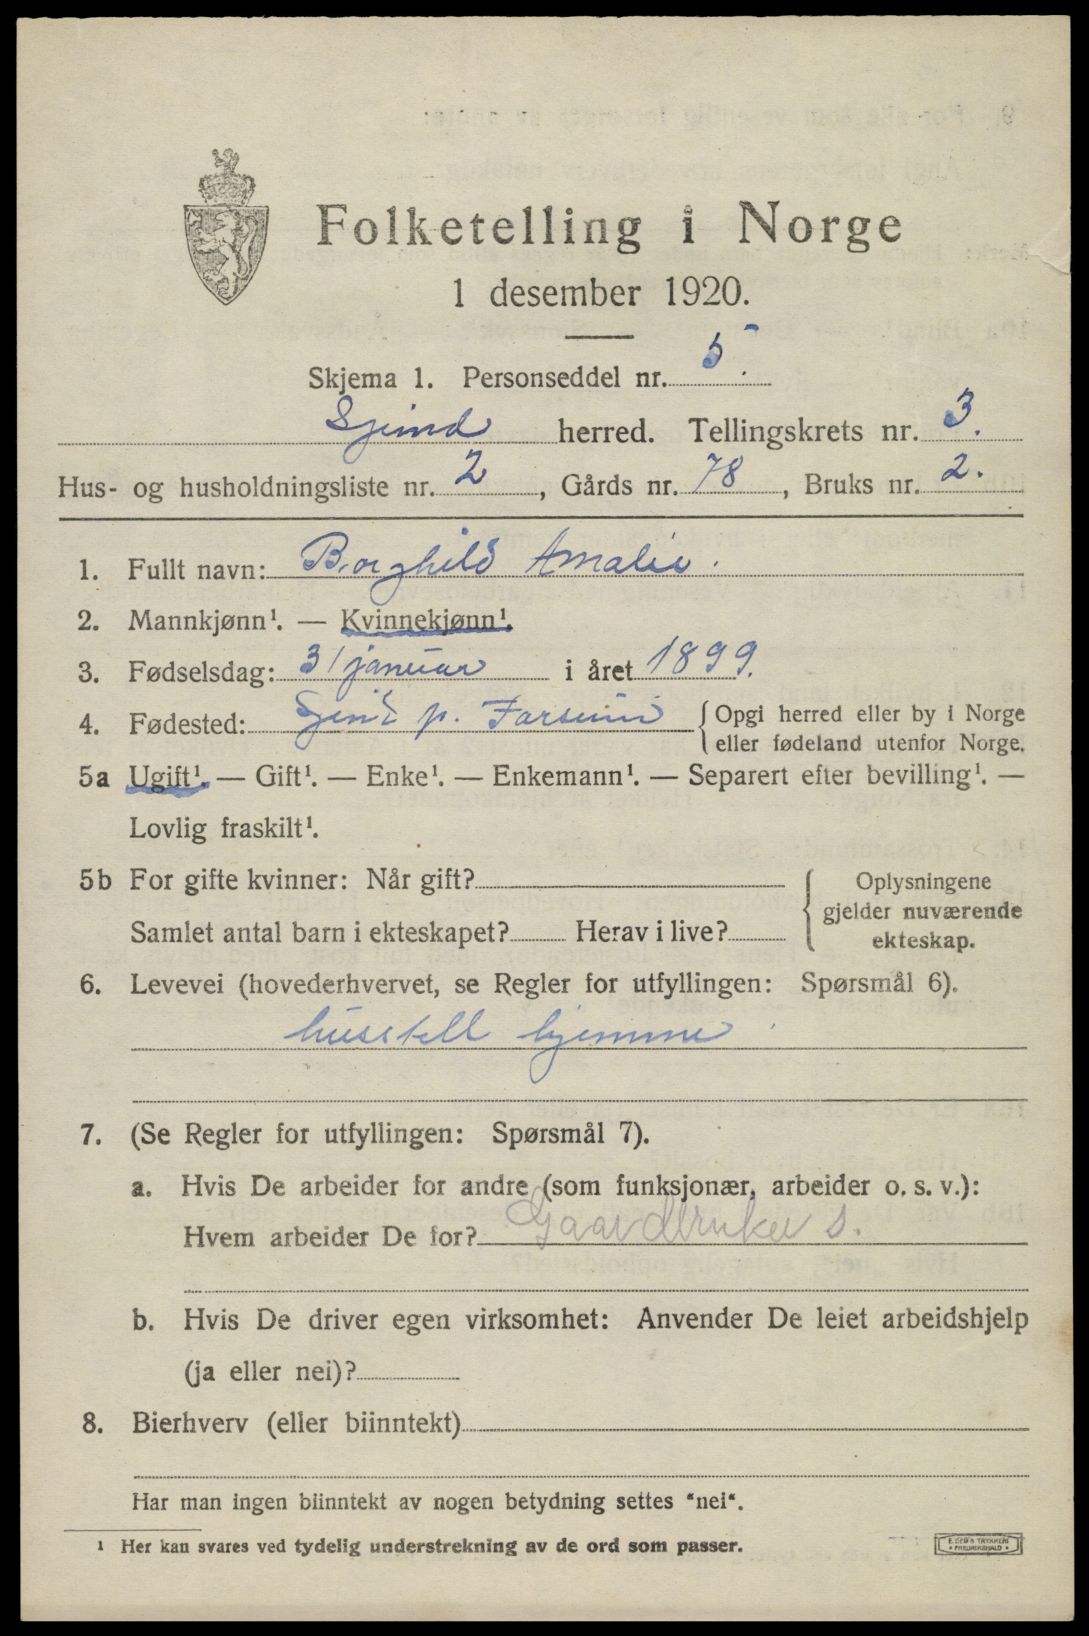 Folketelling i Norge
1 desember 1920.
Skjema 1. Personseddel nr. 5.
Spind herred. Tellingskrets nr. 3.
Hus- og husholdningsliste nr. 2, Gårds nr. 78, Bruks nr. 2.
1. Fullt navn: Borghild Amalie.
2. Mannkjønn¹. — Kvinnekjønn¹.
3. Fødselsdag: 31 januar i året 1899.
4. Fødested: Spind p. Farsund { Opgi herred eller by i Norge
eller fødeland utenfor Norge.
5a Ugift¹. — Gift¹. — Enke¹. — Enkemann¹. — Separert efter bevilling¹. —
Lovlig fraskilt¹.
5b For gifte kvinner: Når gift?
Samlet antal barn i ekteskapet? Herav i live?
{ Oplysningene
gjelder nuværende
ekteskap.
6. Levevei (hovederhvervet, se Regler for utfyllingen: Spørsmål 6).
husstell hjemme.
7. (Se Regler for utfyllingen: Spørsmål 7).
a. Hvis De arbeider for andre (som funksjonær, arbeider o. s. v.):
Hvem arbeider De for? Gaardbruker s.
b. Hvis De driver egen virksomhet: Anvender De leiet arbeidshjelp
(ja eller nei)?
8. Bierhverv (eller biinntekt)
Har man ingen biinntekt av nogen betydning settes "nei".
¹ Her kan svares ved tydelig understrekning av de ord som passer.
E. SEM'S TRYKKERI
• FREDRIKSHALD •